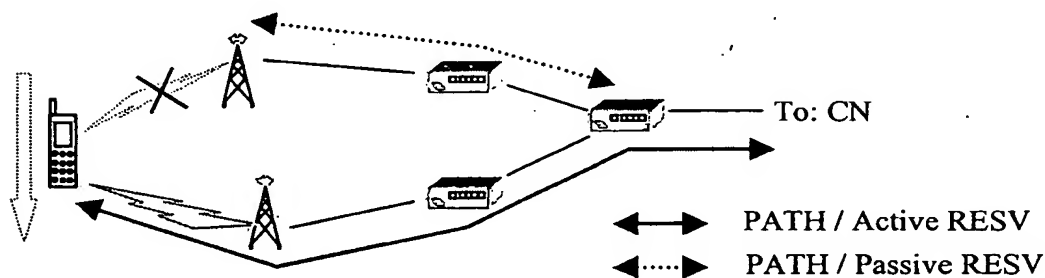 To: CN
PATH / Active RESV
PATH / Passive RESV